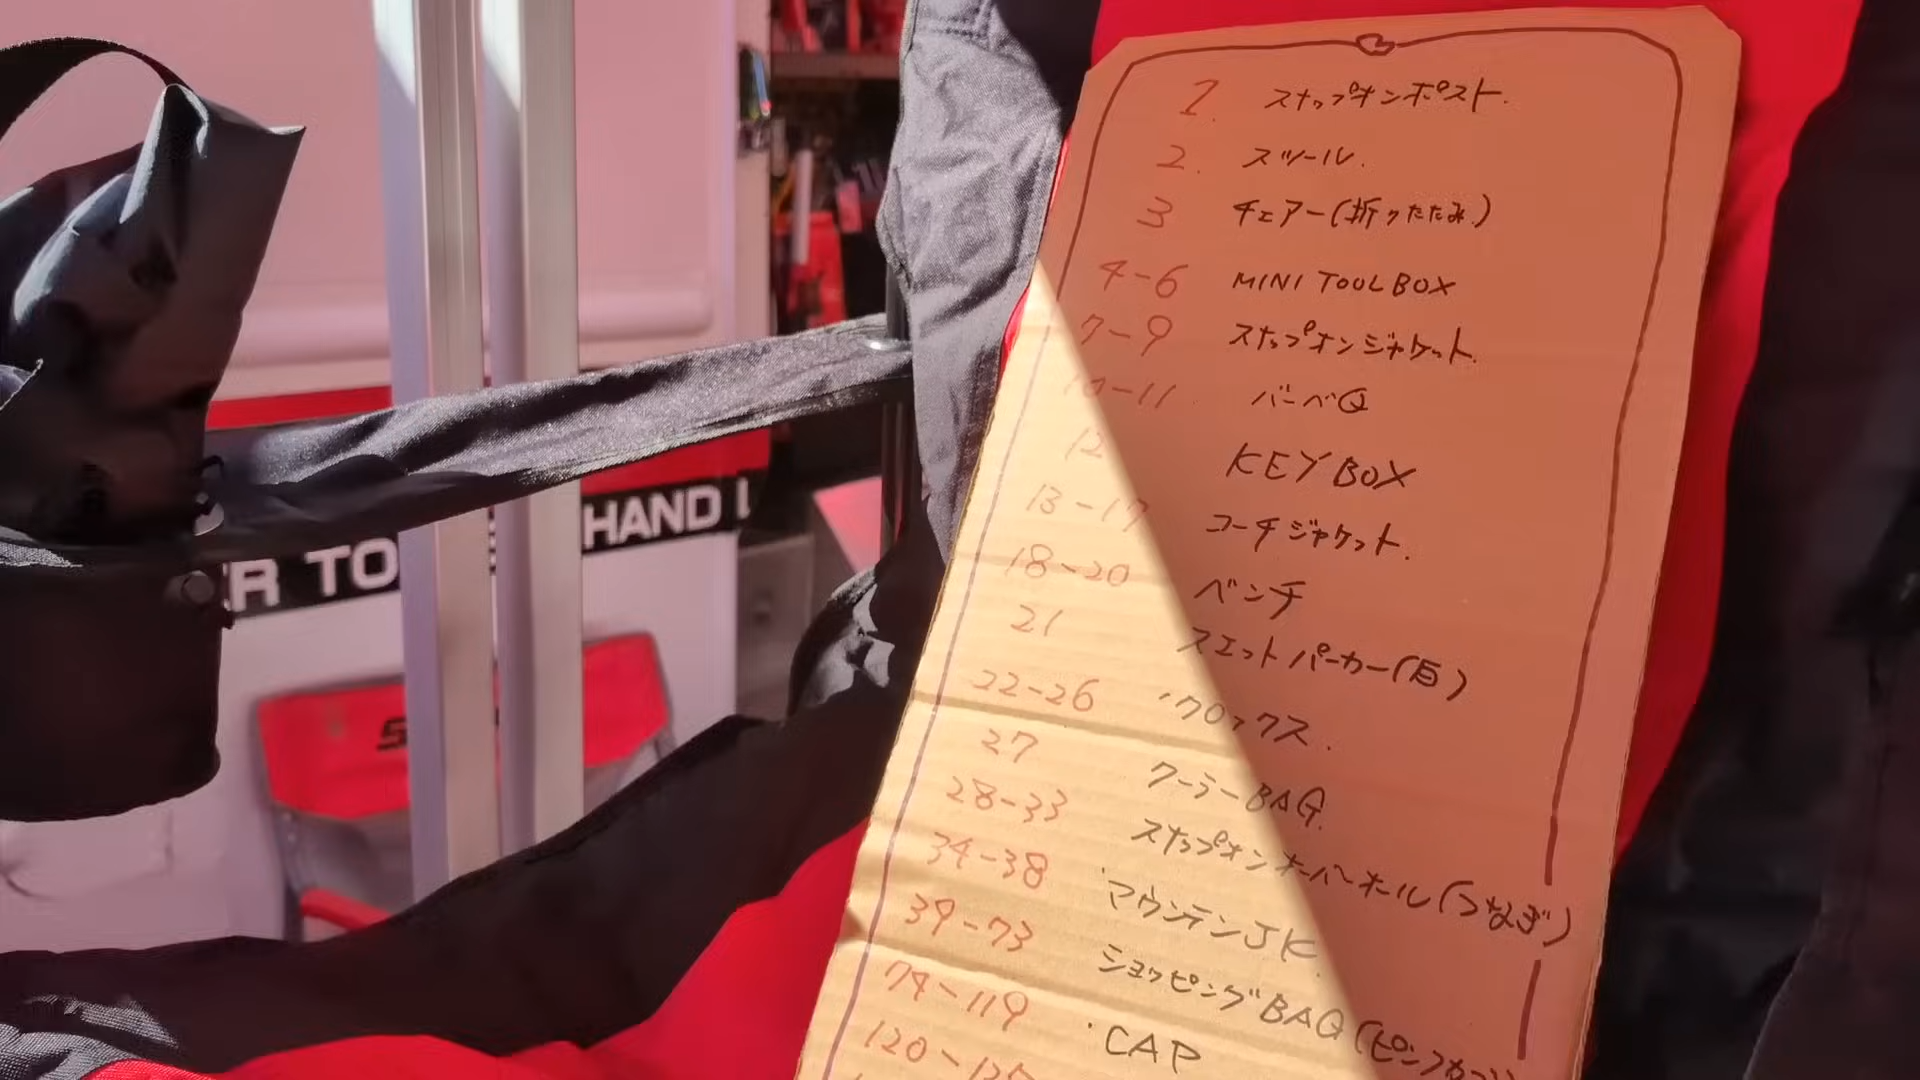 1. スナップオンポスト.
2. スツール.
3 チェアー(折りたたみ)
4-6 MINI TOOL BOX
7-9 スナップオンジャケット.
10-11 バーベQ
12 KEY BOX
13-17 コーチジャケット.
18-20 ベンチ
21 スエットパーカー(白)
22-26 クロックス.
27 クーラーBAG.
28-33 スナップオンオーバーオール(つなぎ)
34-38 マウンテンJK.
39-73 ショッピングBAG(
74-119 CAP
120-
ER TO
HAND